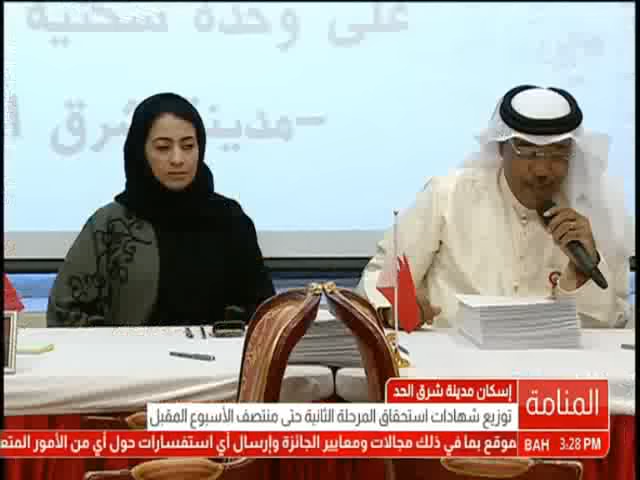 على وحدة سكنية
-مدينة شرق ا
إسكان مدينة شرق الحد
المنامة
توزيع شهادات استحقاق المرحلة الثانية حتى منتصف الأسبوع المقبل
BAH 3:28 PM
موقع بما في ذلك مجالات ومعايير الجائزة وإرسال أي استفسارات حول أي من الأمور المتع